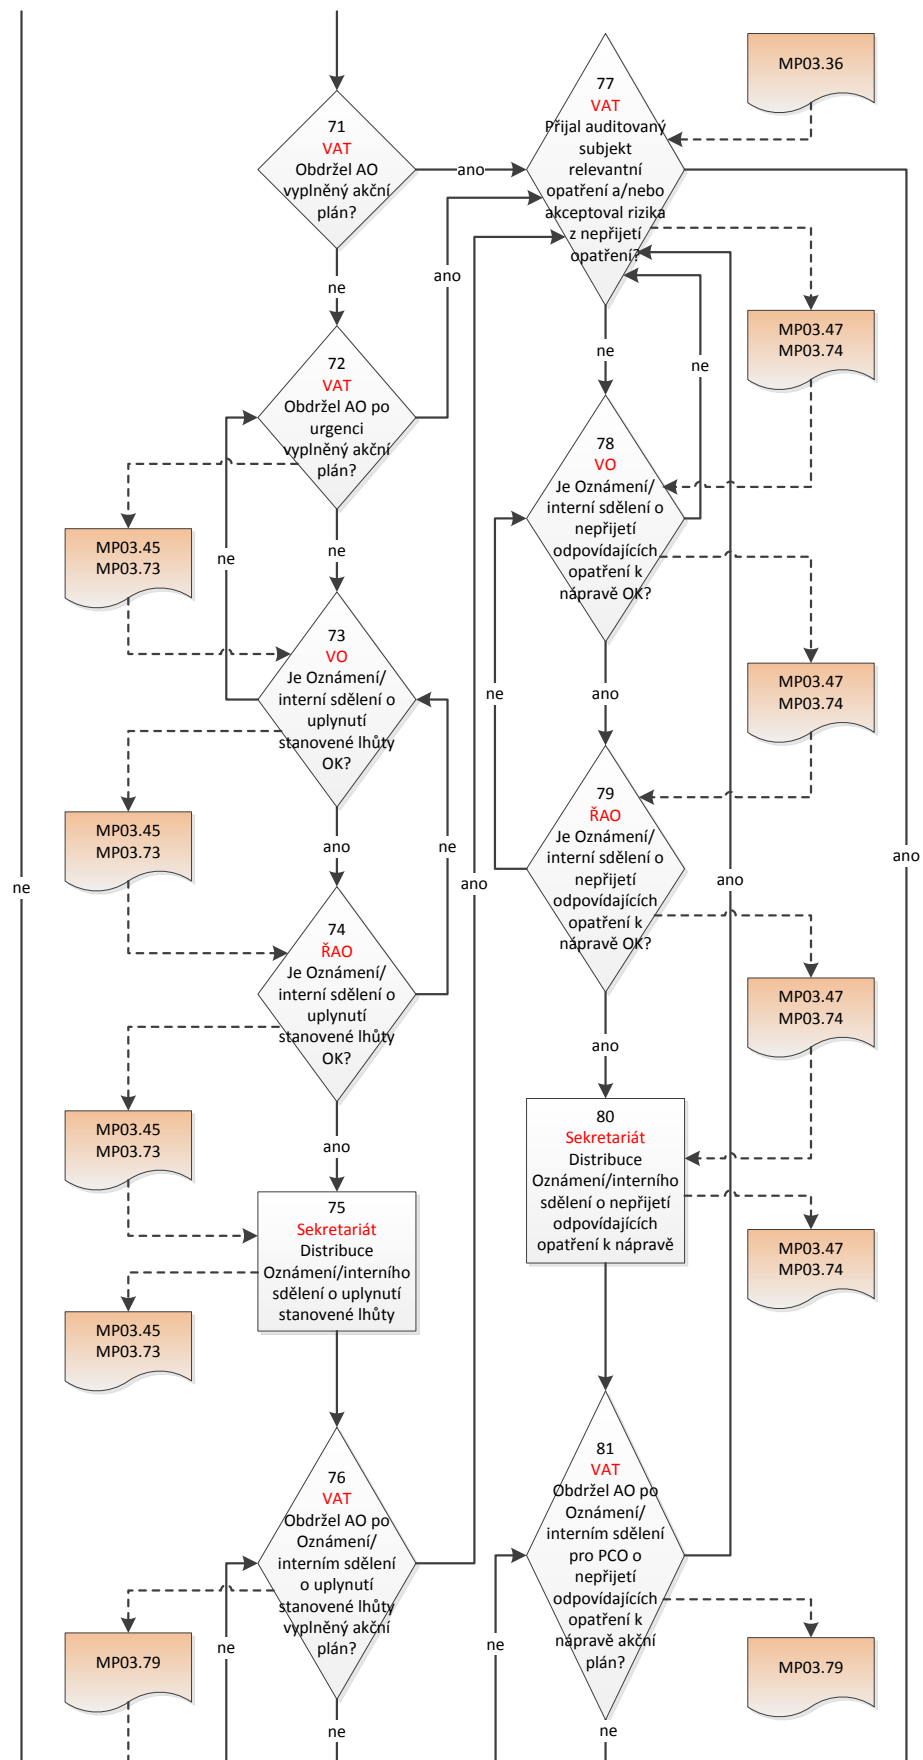 71
VAT
Obdržel AO
vyplněný akční
plán?
ano
77
VAT
Přijal auditovaný
subjekt
relevantní
opatření a/nebo
akceptoval rizika
z nepřijetí
opatření?
MP03.36
ne
ano
72
VAT
Obdržel AO po
urgenci
vyplněný akční
plán?
ne
ne
MP03.47
MP03.74
78
VO
Je Oznámení/
interní sdělení o
nepřijetí
odpovídajících
opatření k
nápravě OK?
MP03.45
MP03.73
ne
ne
73
VO
Je Oznámení/
interní sdělení o
uplynutí
stanovené lhůty
OK?
ne
ano
MP03.47
MP03.74
MP03.45
MP03.73
ano
ne
79
ŘAO
Je Oznámení/
interní sdělení o
nepřijetí
odpovídajících
opatření k
nápravě OK?
ne
ano
ano
ano
74
ŘAO
Je Oznámení/
interní sdělení o
uplynutí
stanovené lhůty
OK?
MP03.47
MP03.74
ano
MP03.45
MP03.73
ano
80
Sekretariát
Distribuce
Oznámení/interního
sdělení o nepřijetí
odpovídajících
opatření k nápravě
75
Sekretariát
Distribuce
Oznámení/interního
sdělení o uplynutí
stanovené lhůty
MP03.47
MP03.74
MP03.45
MP03.73
76
VAT
Obdržel AO po
Oznámení/
interním sdělení
o uplynutí
stanovené lhůty
vyplněný akční
plán?
81
VAT
Obdržel AO po
Oznámení/
interním sdělení
pro PCO o
nepřijetí
odpovídajících
opatření k
nápravě akční
plán?
MP03.79
ne
ne
MP03.79
ne
ne